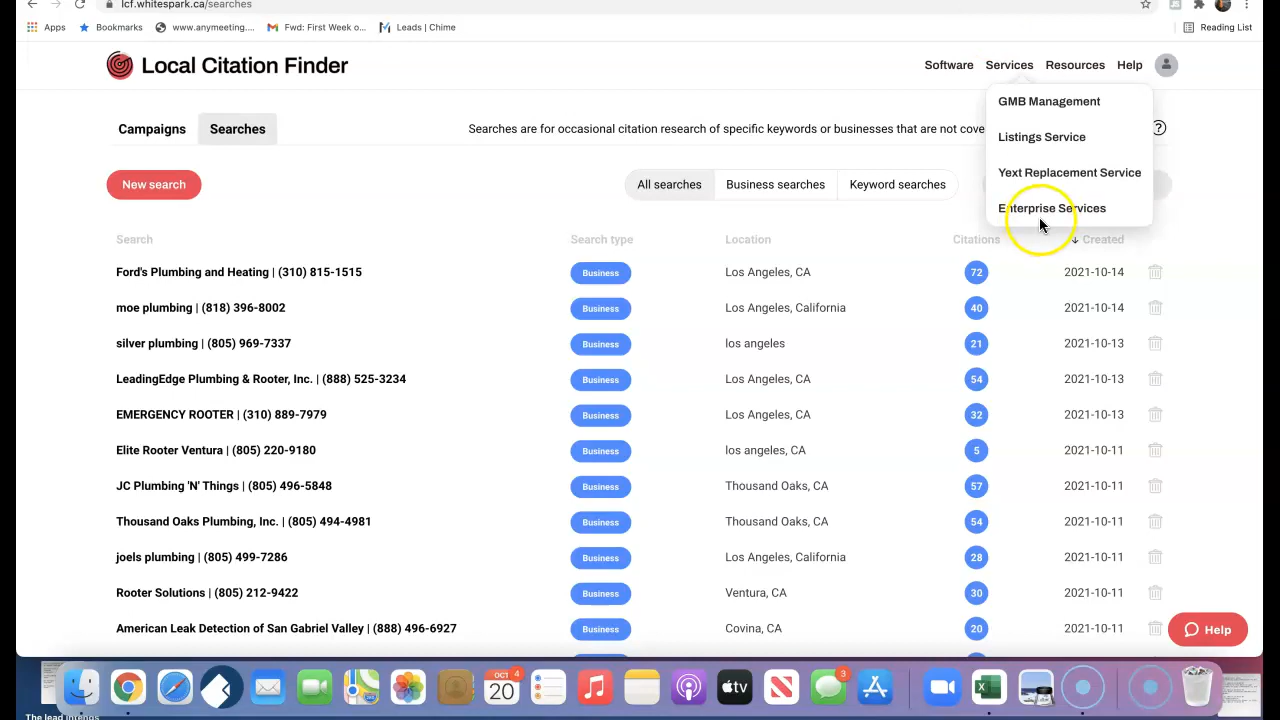 lcf.whitespark.ca/searches
Apps Bookmarks www.anymeeting.... Fwd: First Week o... Leads | Chime Reading List
Local Citation Finder
Software Services Resources Help
GMB Management
Listings Service
Yext Replacement Service
Enterprise Services
Campaigns Searches Searches are for occasional citation research of specific keywords or businesses that are not cove ?
New search All searches Business searches Keyword searches
Search Search type Location Citations ↓ Created
Ford's Plumbing and Heating | (310) 815-1515 Business Los Angeles, CA 72 2021-10-14
moe plumbing | (818) 396-8002 Business Los Angeles, California 40 2021-10-14
silver plumbing | (805) 969-7337 Business los angeles 21 2021-10-13
LeadingEdge Plumbing & Rooter, Inc. | (888) 525-3234 Business Los Angeles, CA 54 2021-10-13
EMERGENCY ROOTER | (310) 889-7979 Business Los Angeles, CA 32 2021-10-13
Elite Rooter Ventura | (805) 220-9180 Business los angeles, CA 5 2021-10-11
JC Plumbing 'N' Things | (805) 496-5848 Business Thousand Oaks, CA 57 2021-10-11
Thousand Oaks Plumbing, Inc. | (805) 494-4981 Business Thousand Oaks, CA 54 2021-10-11
joels plumbing | (805) 499-7286 Business Los Angeles, California 28 2021-10-11
Rooter Solutions | (805) 212-9422 Business Ventura, CA 30 2021-10-11
American Leak Detection of San Gabriel Valley | (888) 496-6927 Business Covina, CA 20 2021-10-11
Help
OCT 20 4 tv 3
The lead intends